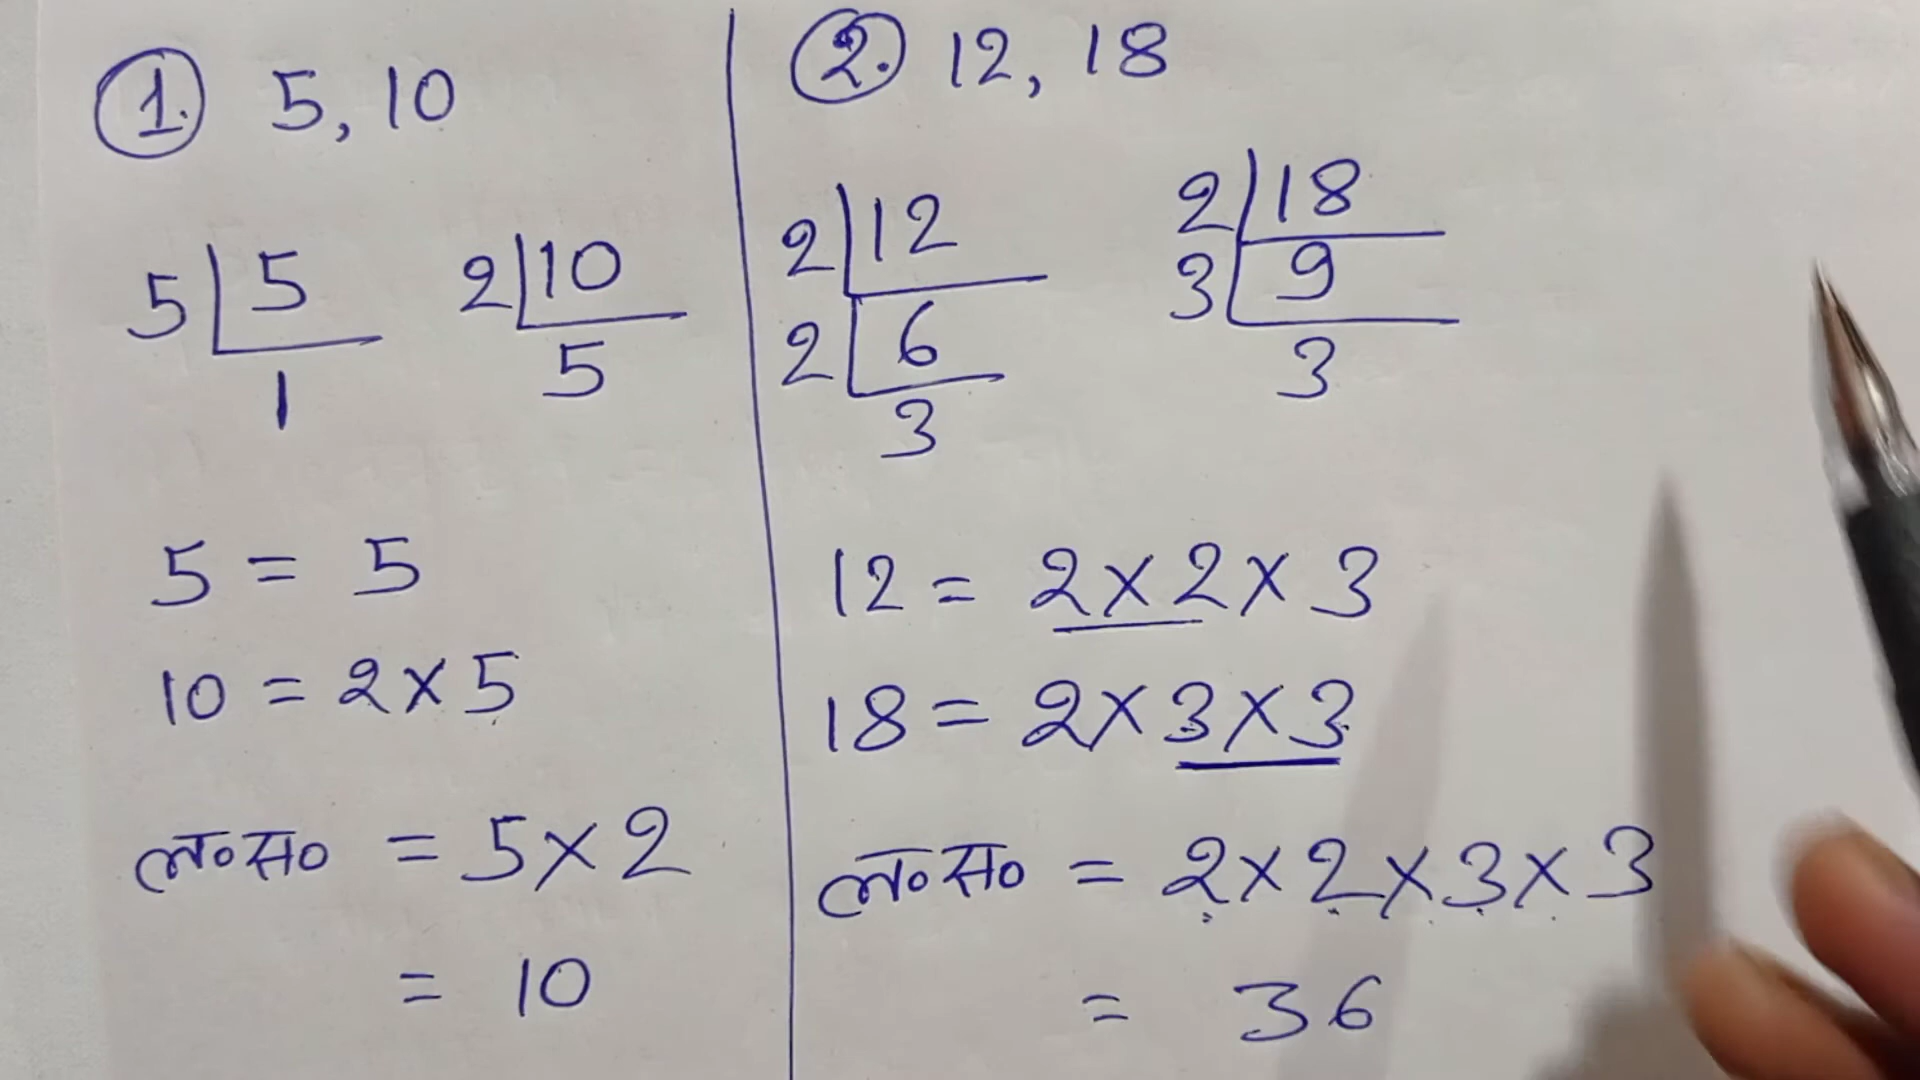 1. 5, 10
5 | 5
1
2 | 10
5
5 = 5
10 = 2 × 5
ल॰स॰ = 5 × 2
= 10
2. 12, 18
2 | 12
2 | 6
3
2 | 18
3 | 9
3
12 = 2 × 2 × 3
18 = 2 × 3 × 3
ल॰स॰ = 2 × 2 × 3 × 3
= 36